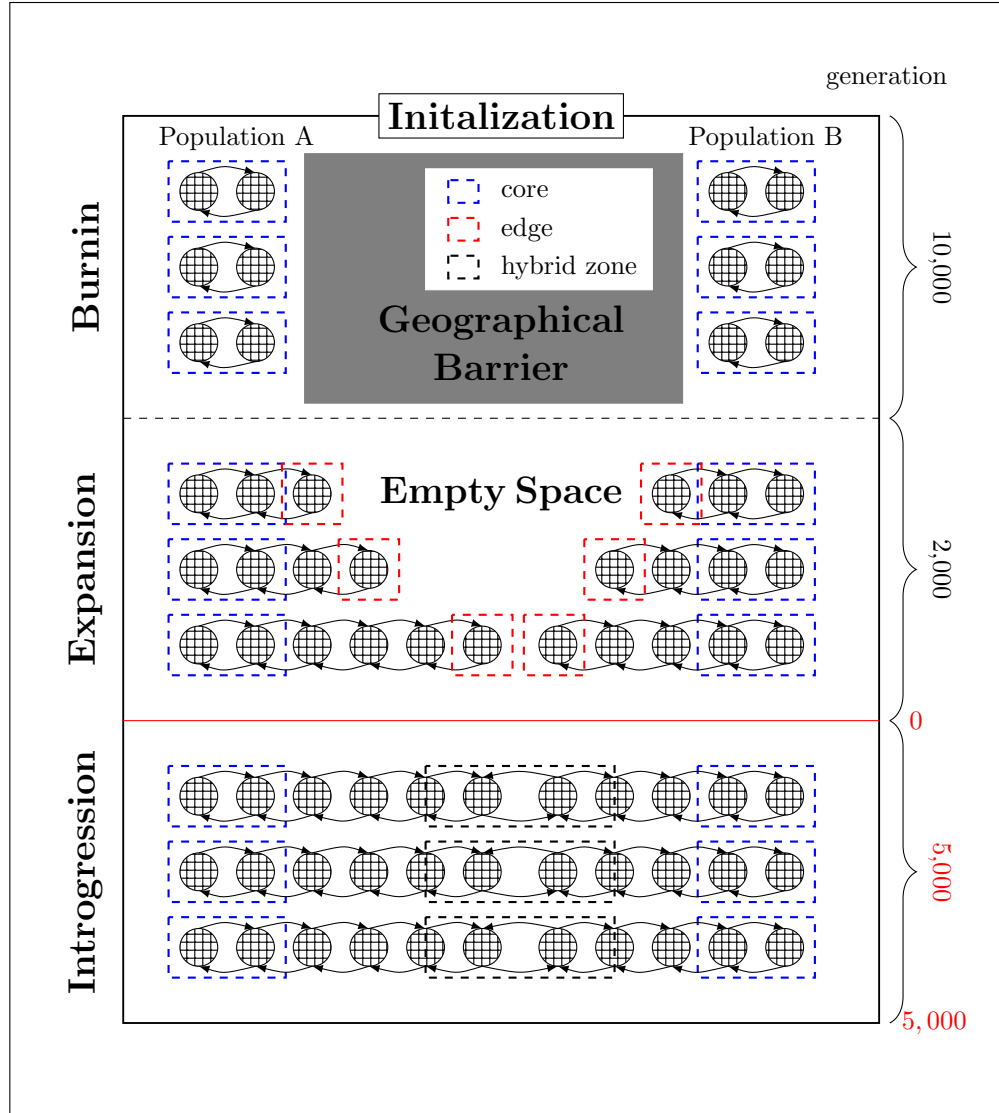 generation
Initalization
Population A
Population B
core
edge
hybrid zone
Geographical
Barrier
Burnin
10,000
Empty Space
Expansion
2,000
0
Introgression
5,000
5,000